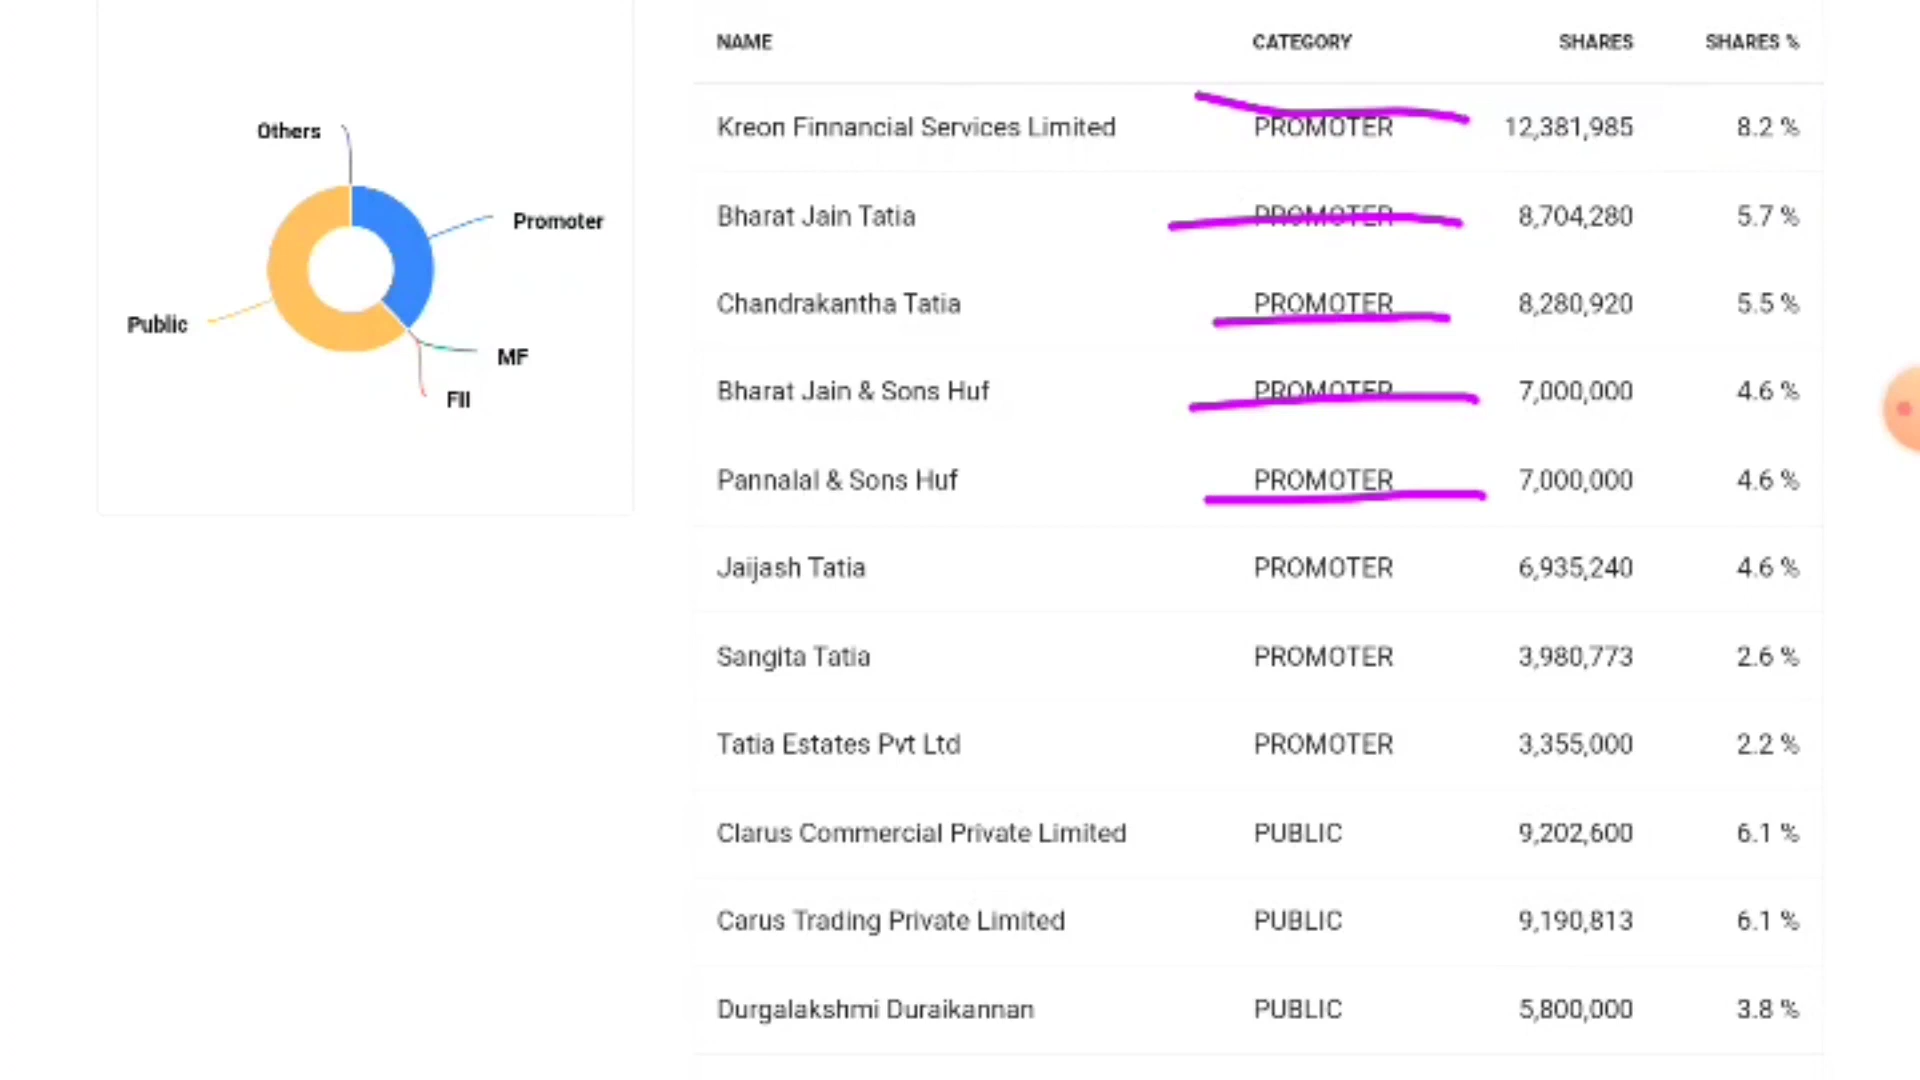 Others
Promoter
Public
MF
FII
NAME CATEGORY SHARES SHARES %
Kreon Finnancial Services Limited PROMOTER 12,381,985 8.2 %
Bharat Jain Tatia PROMOTER 8,704,280 5.7 %
Chandrakantha Tatia PROMOTER 8,280,920 5.5 %
Bharat Jain & Sons Huf PROMOTER 7,000,000 4.6 %
Pannalal & Sons Huf PROMOTER 7,000,000 4.6 %
Jaijash Tatia PROMOTER 6,935,240 4.6 %
Sangita Tatia PROMOTER 3,980,773 2.6 %
Tatia Estates Pvt Ltd PROMOTER 3,355,000 2.2 %
Clarus Commercial Private Limited PUBLIC 9,202,600 6.1 %
Carus Trading Private Limited PUBLIC 9,190,813 6.1 %
Durgalakshmi Duraikannan PUBLIC 5,800,000 3.8 %